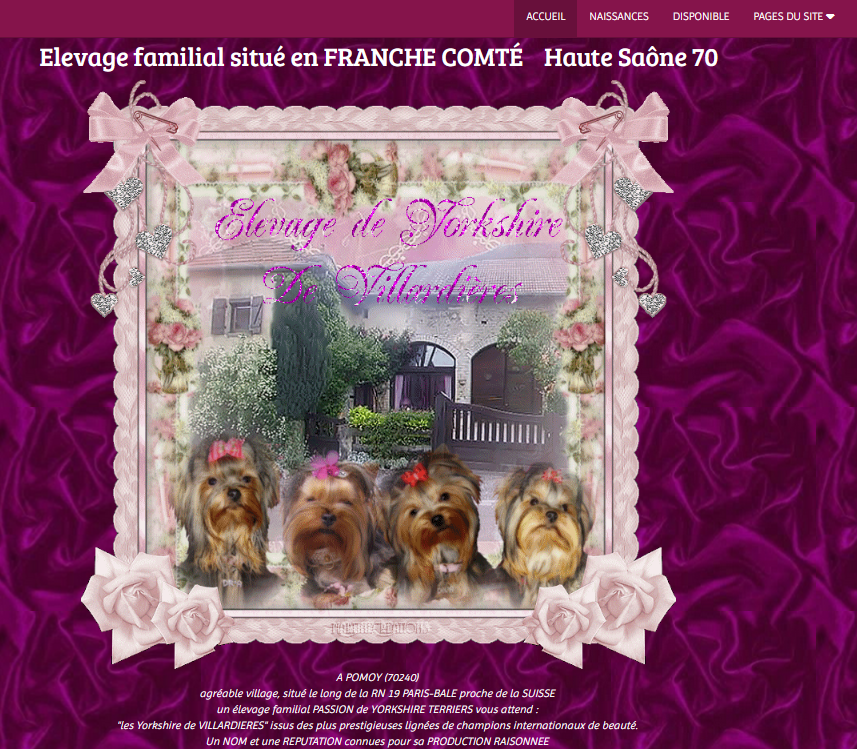 ACCUEIL NAISSANCES DISPONIBLE PAGES DU SITE
Elevage familial situé en FRANCHE COMTÉ Haute Saône 70
Elevage de Yorkshire
De Villardières
A POMOY (70240)
agréable village, situé le long de la RN 19 PARIS-BALE proche de la SUISSE
un élevage familial PASSION de YORKSHIRE TERRIERS vous attend :
"les Yorkshire de VILLARDIERES" issus des plus prestigieuses lignées de champions internationaux de beauté.
Un NOM et une REPUTATION connues pour sa PRODUCTION RAISONNEE